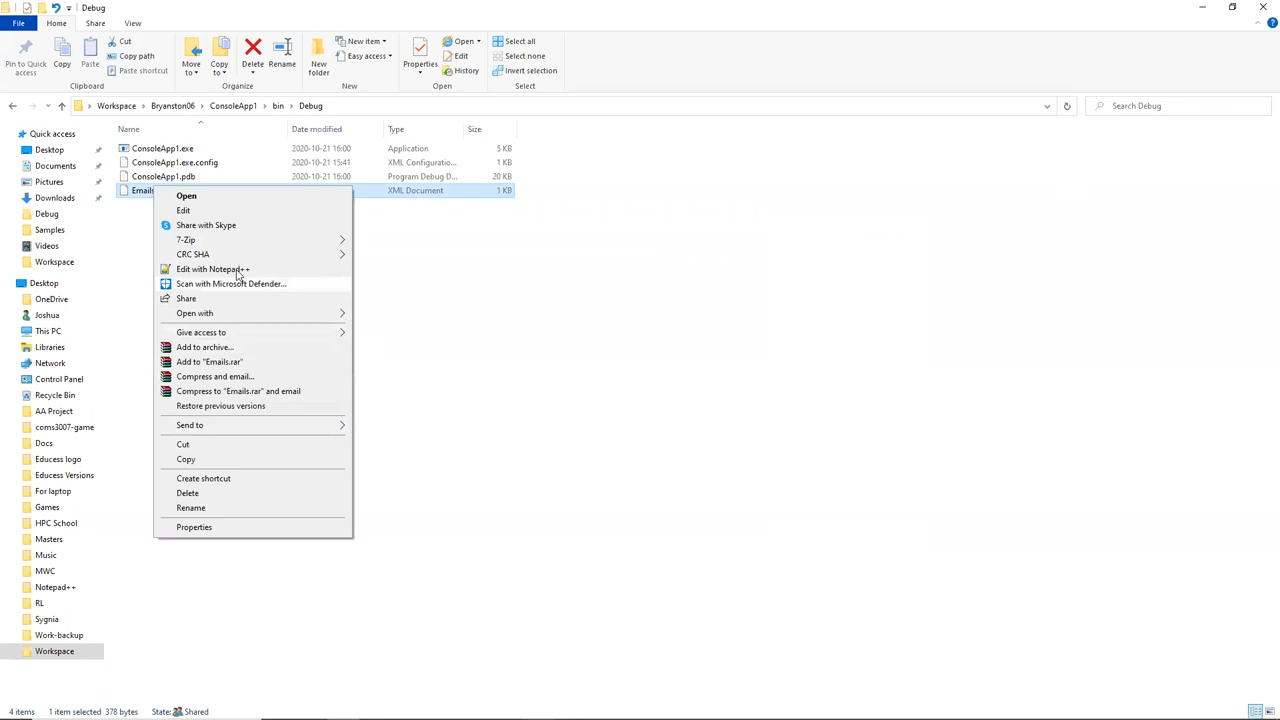 Debug
File
Home
Share
View
Pin to Quick access
Copy
Paste
Cut
Copy path
Paste shortcut
Clipboard
Move to
Copy to
Delete
Rename
Organize
New folder
New item
Easy access
New
Properties
Open
Edit
History
Open
Select all
Select none
Invert selection
Select
Workspace > Bryanston06 > ConsoleApp1 > bin > Debug
Search Debug
Name
Date modified
Type
Size
ConsoleApp1.exe 2020-10-21 16:00 Application 5 KB
ConsoleApp1.exe.config 2020-10-21 15:41 XML Configuratio... 1 KB
ConsoleApp1.pdb 2020-10-21 16:00 Program Debug D... 20 KB
Emails XML Document 1 KB
Quick access
Desktop
Documents
Pictures
Downloads
Debug
Samples
Videos
Workspace
Desktop
OneDrive
Joshua
This PC
Libraries
Network
Control Panel
Recycle Bin
AA Project
coms3007-game
Docs
Educess logo
Educess Versions
For laptop
Games
HPC School
Masters
Music
MWC
Notepad++
RL
Sygnia
Work-backup
Workspace
Open
Edit
Share with Skype
7-Zip
CRC SHA
Edit with Notepad++
Scan with Microsoft Defender...
Share
Open with
Give access to
Add to archive...
Add to "Emails.rar"
Compress and email...
Compress to "Emails.rar" and email
Restore previous versions
Send to
Cut
Copy
Create shortcut
Delete
Rename
Properties
4 items 1 item selected 378 bytes State: Shared